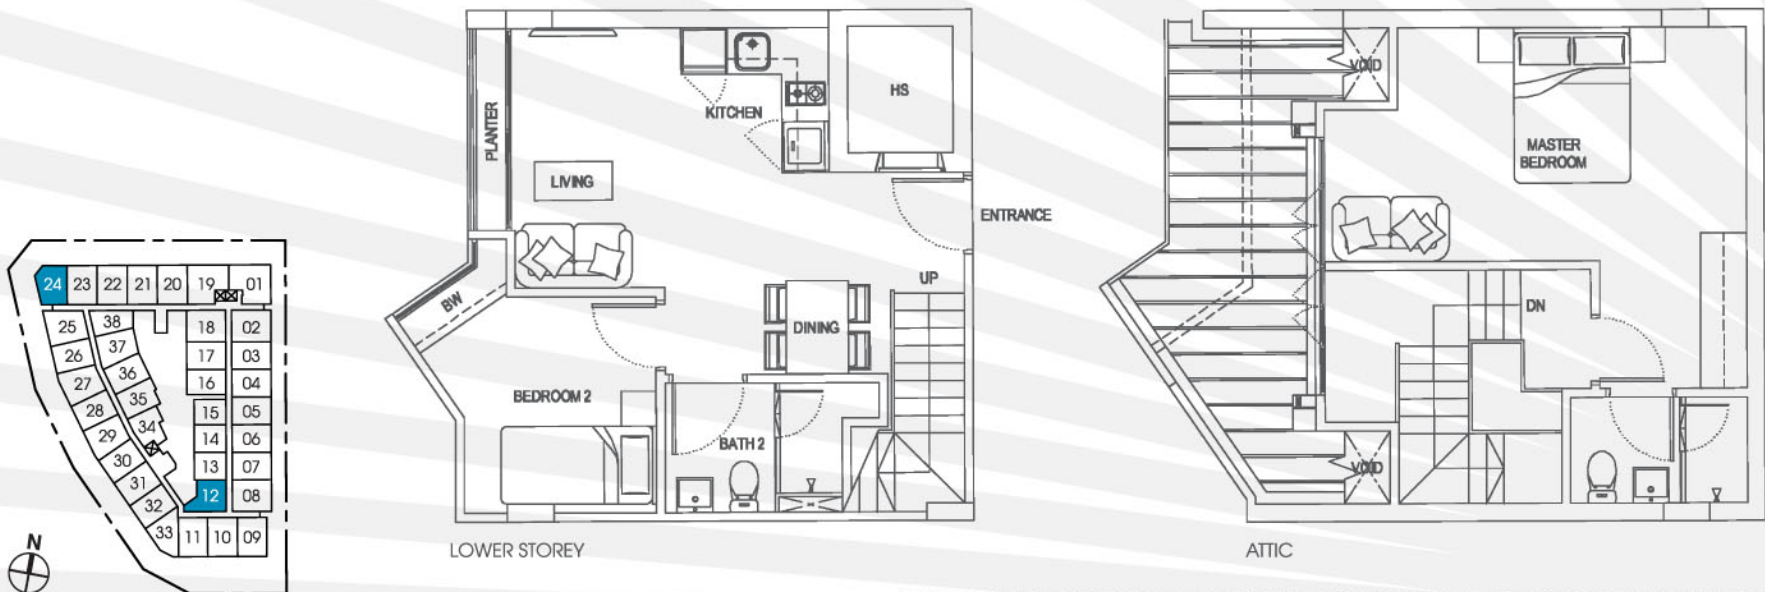 24 23 22 21 20 19 01
25 38 18 02
26 37 17 03
27 36 16 04
28 35 15 05
29 34 14 06
30 13 07
31 12 08
32
33 11 10 09
N
PLANTER
KITCHEN
HS
LIVING
ENTRANCE
BW
UP
DINING
BEDROOM 2
BATH 2
LOWER STOREY
VOID
MASTER
BEDROOM
DN
VOID
ATTIC